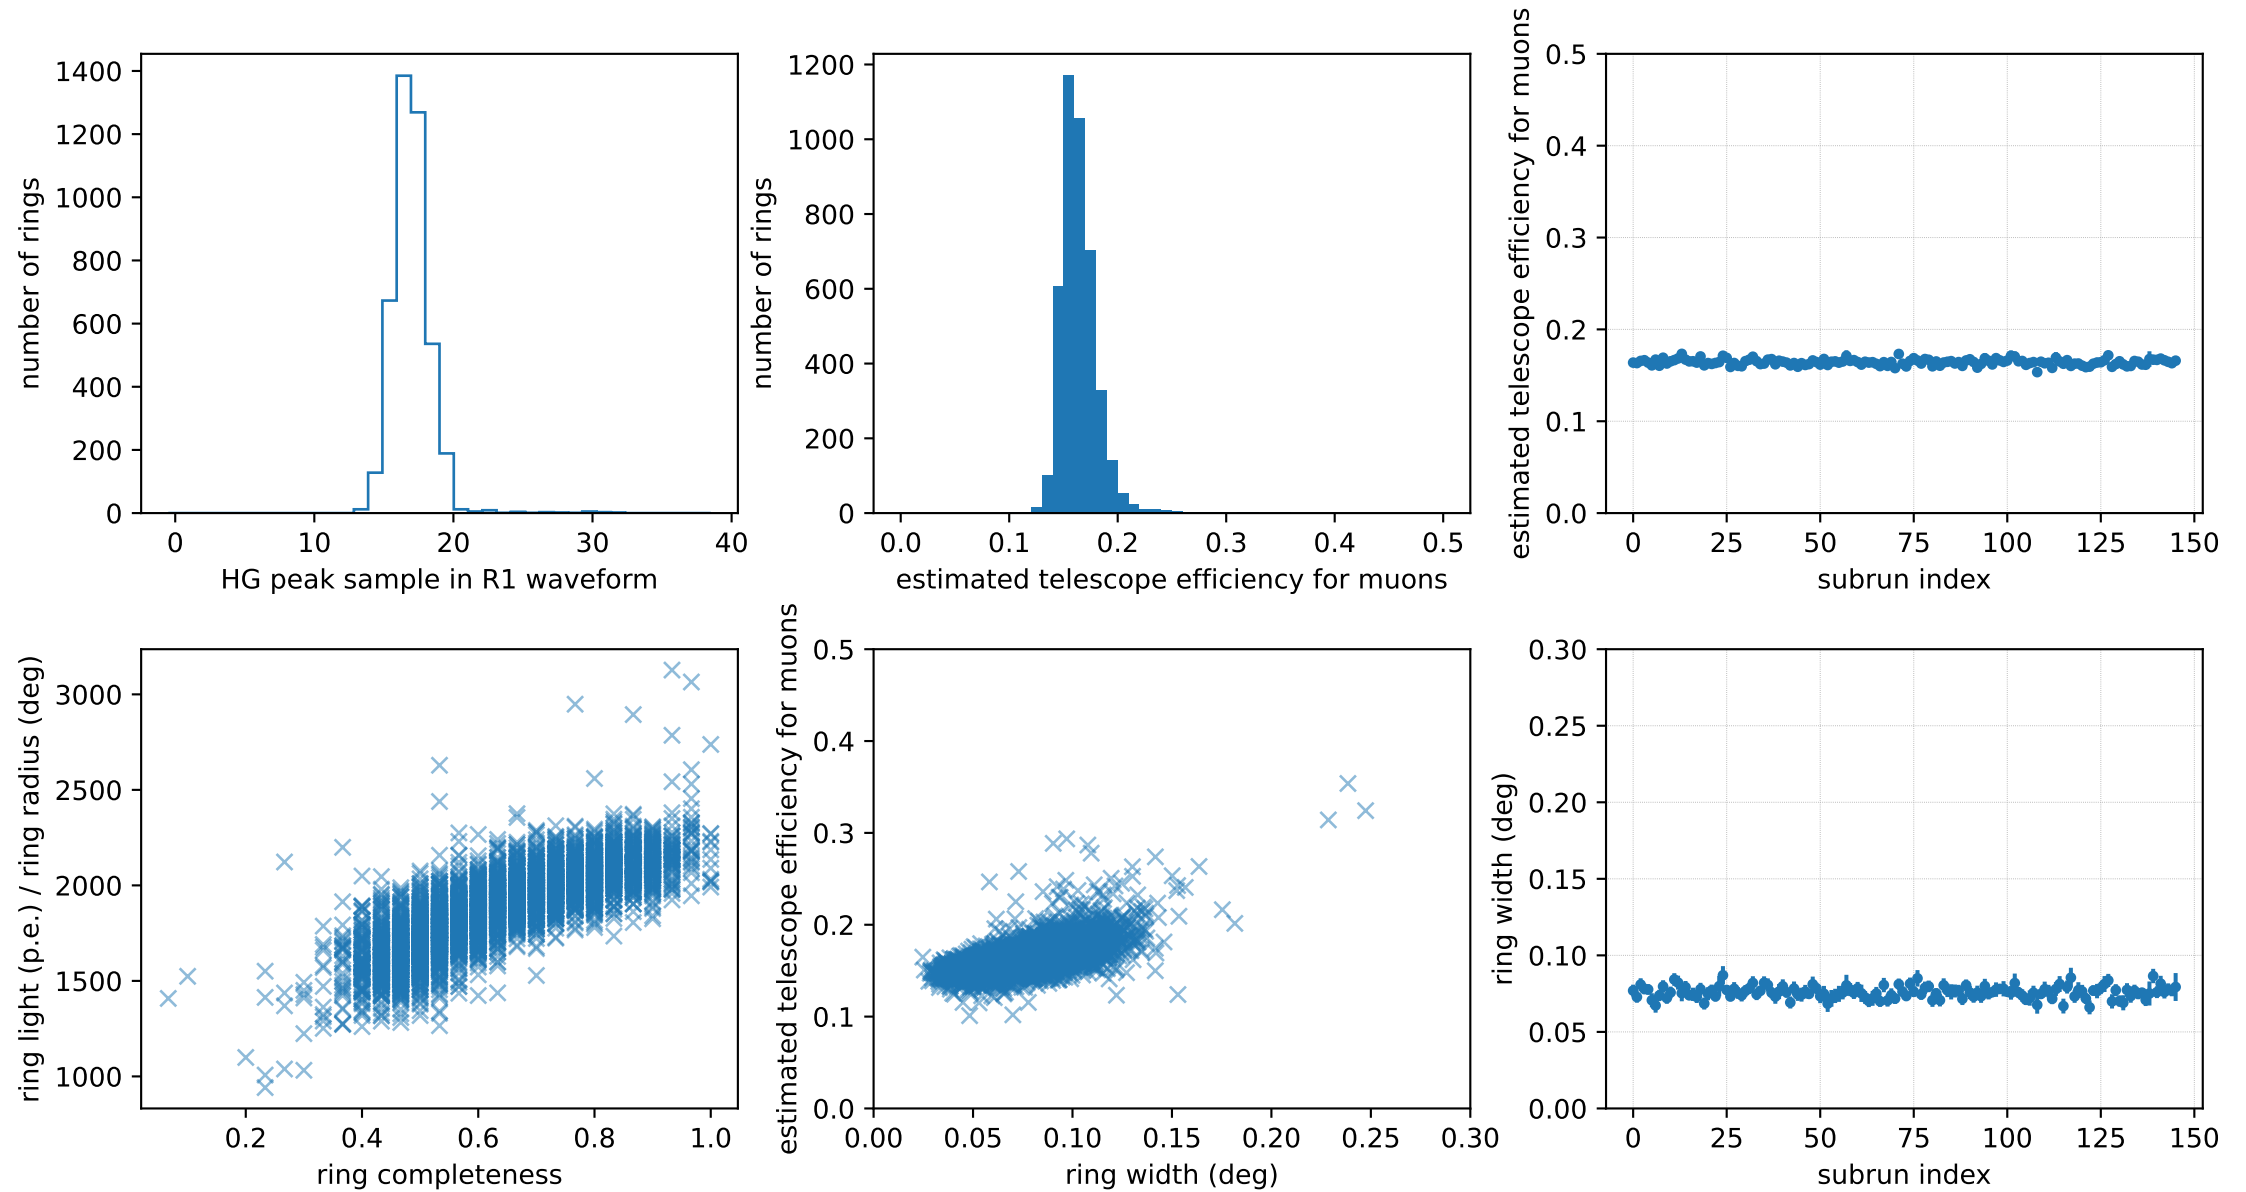 1400
1200
1000
800
600
400
200
0
number of rings
0 10 20 30 40
HG peak sample in R1 waveform
1200
1000
800
600
400
200
0
number of rings
0.0 0.1 0.2 0.3 0.4 0.5
estimated telescope efficiency for muons
0.5
0.4
0.3
0.2
0.1
0.0
estimated telescope efficiency for muons
0 25 50 75 100 125 150
subrun index
3000
2500
2000
1500
1000
ring light (p.e.) / ring radius (deg)
0.2 0.4 0.6 0.8 1.0
ring completeness
0.5
0.4
0.3
0.2
0.1
0.0
estimated telescope efficiency for muons
0.00 0.05 0.10 0.15 0.20 0.25 0.30
ring width (deg)
0.30
0.25
0.20
0.15
0.10
0.05
0.00
ring width (deg)
0 25 50 75 100 125 150
subrun index